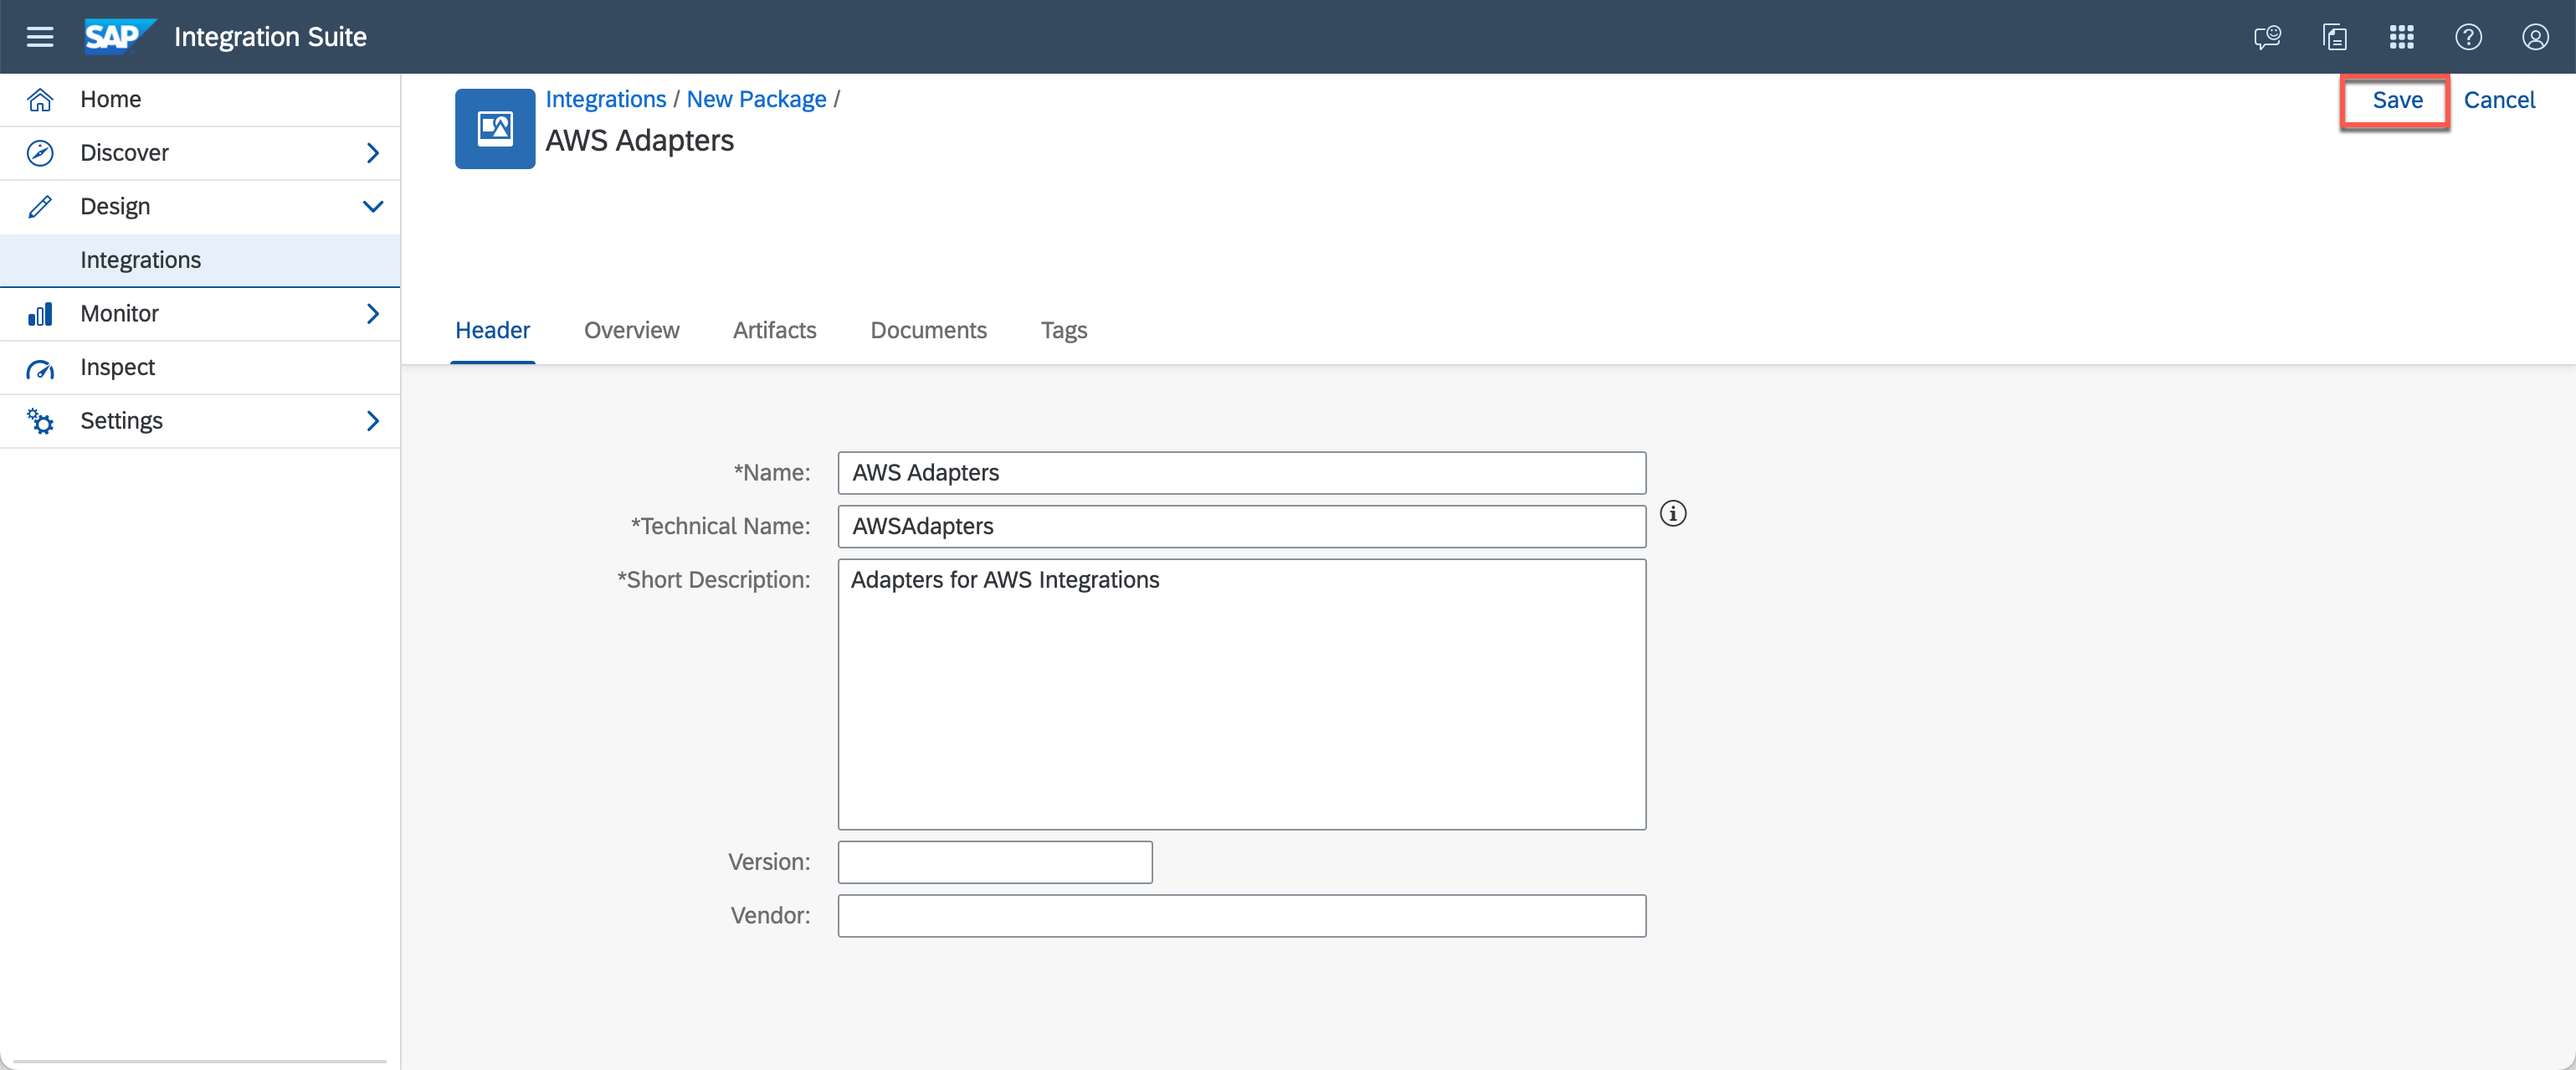 SAP Integration Suite
Home
Discover
Design
Integrations
Monitor
Inspect
Settings
Integrations / New Package /
AWS Adapters
Save Cancel
Header Overview Artifacts Documents Tags
*Name: AWS Adapters
*Technical Name: AWSAdapters
*Short Description: Adapters for AWS Integrations
Version:
Vendor: